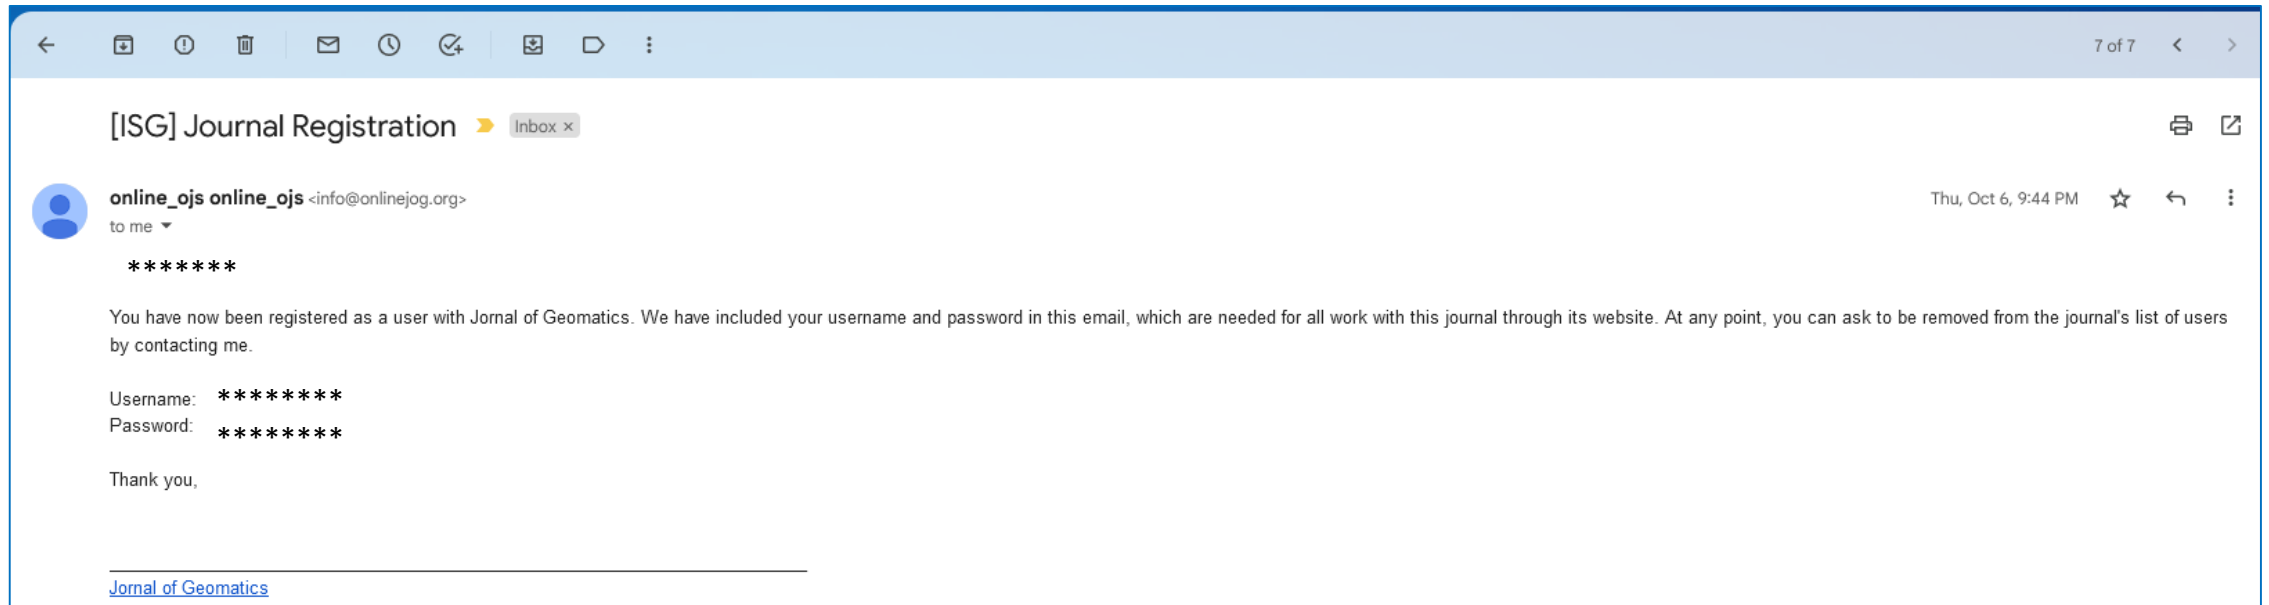 7 of 7
[ISG] Journal Registration Inbox ×
online_ojs online_ojs <info@onlinejog.org> Thu, Oct 6, 9:44 PM
to me
*******
You have now been registered as a user with Jornal of Geomatics. We have included your username and password in this email, which are needed for all work with this journal through its website. At any point, you can ask to be removed from the journal's list of users
by contacting me.
Username: ********
Password: ********
Thank you,
Jornal of Geomatics